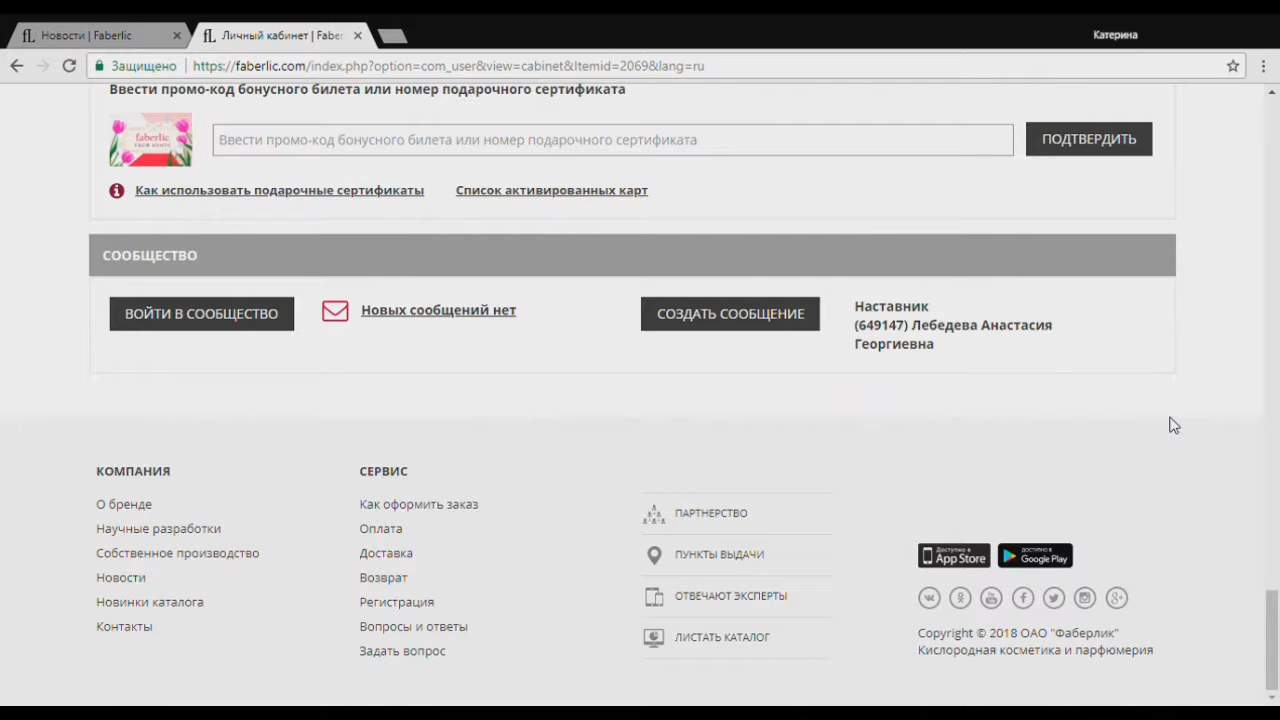 Новости | Faberlic
Личный кабинет | Faber
Катерина
Защищено
https://faberlic.com/index.php?option=com_user&view=cabinet&Itemid=2069&lang=ru
Ввести промо-код бонусного билета или номер подарочного сертификата
faberlic
Ввести промо-код бонусного билета или номер подарочного сертификата
ПОДТВЕРДИТЬ
Как использовать подарочные сертификаты
Список активированных карт
СООБЩЕСТВО
ВОЙТИ В СООБЩЕСТВО
Новых сообщений нет
СОЗДАТЬ СООБЩЕНИЕ
Наставник
(649147) Лебедева Анастасия
Георгиевна
КОМПАНИЯ
О бренде
Научные разработки
Собственное производство
Новости
Новинки каталога
Контакты
СЕРВИС
Как оформить заказ
Оплата
Доставка
Возврат
Регистрация
Вопросы и ответы
Задать вопрос
ПАРТНЕРСТВО
ПУНКТЫ ВЫДАЧИ
ОТВЕЧАЮТ ЭКСПЕРТЫ
ЛИСТАТЬ КАТАЛОГ
Доступно в
App Store
ДОСТУПНО В
Google Play
Copyright © 2018 ОАО "Фаберлик"
Кислородная косметика и парфюмерия